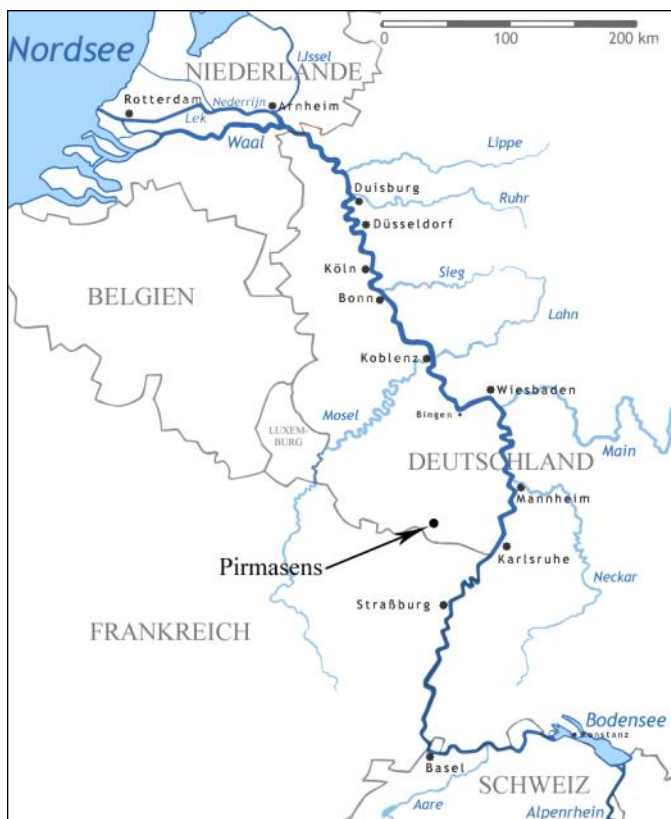 Nordsee
0 100 200 km
NIEDERLANDE
IJssel
Rotterdam
Nederrijn
Arnheim
Lek
Waal
Lippe
Duisburg
Ruhr
Düsseldorf
Köln
Sieg
BELGIEN
Bonn
Lahn
Koblenz
Wiesbaden
Mosel
Bingen
LUXEM-
BURG
Main
DEUTSCHLAND
Mannheim
Pirmasens
Karlsruhe
Neckar
Straßburg
FRANKREICH
Bodensee
Konstanz
Basel
SCHWEIZ
Aare
Alpenrhein